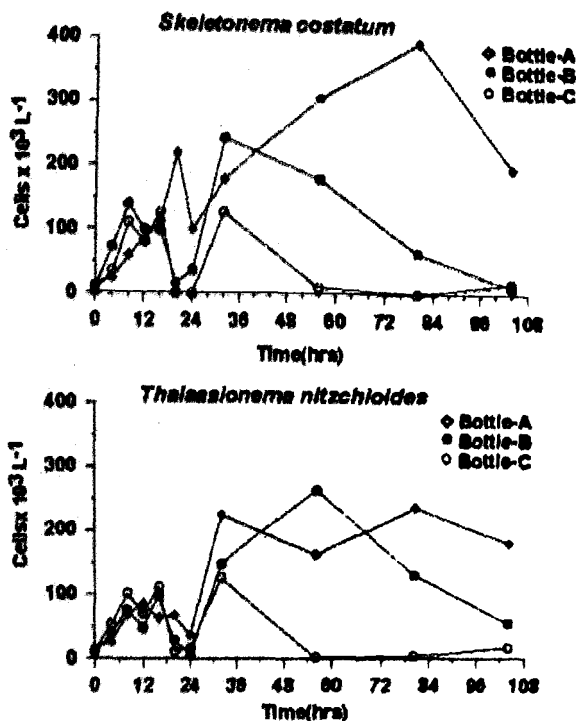 Skeletonema costatum
400
300
200
100
0
Cells x 10³ L-1
Bottle-A
Bottle-B
Bottle-C
0 12 24 36 48 60 72 84 96 108
Time(hrs)
Thalassionema nitzchioides
400
300
200
100
0
Cellsx 10³ L-1
Bottle-A
Bottle-B
Bottle-C
0 12 24 36 48 60 72 84 96 108
Time(hrs)